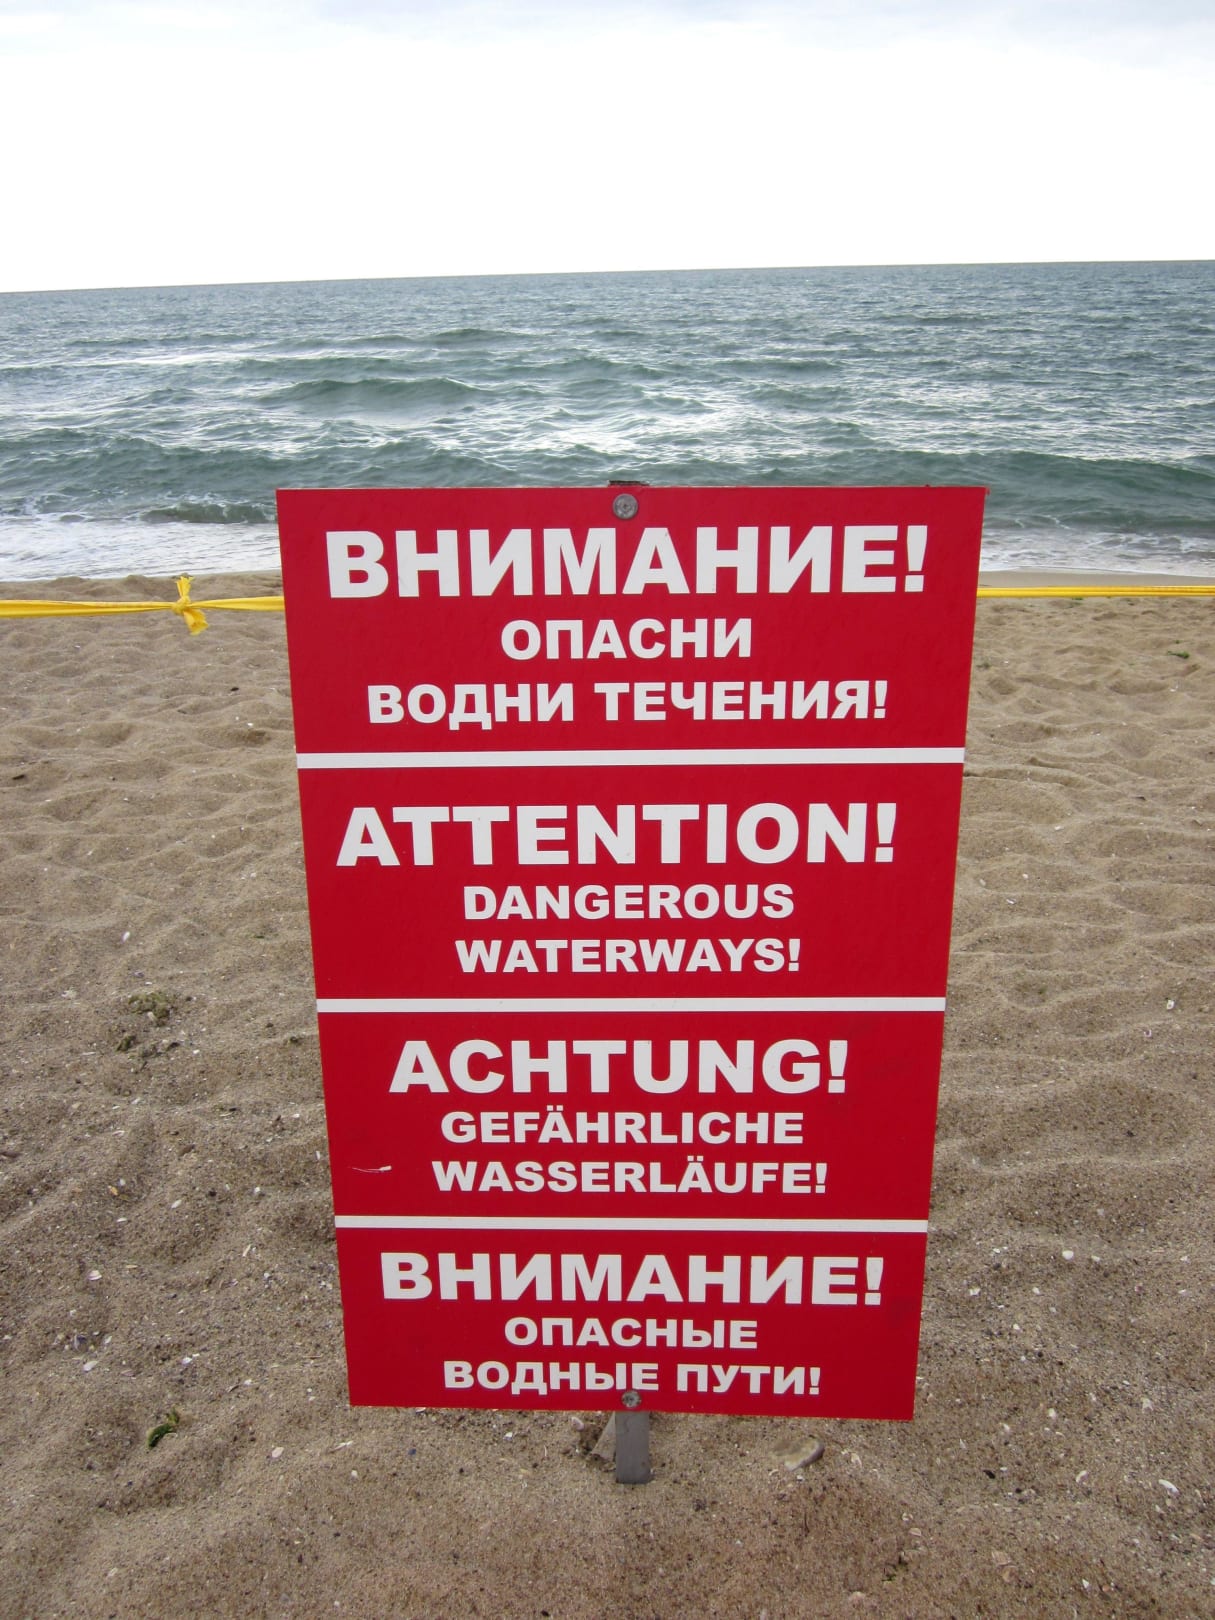 ВНИМАНИЕ!
ОПАСНИ
ВОДНИ ТЕЧЕНИЯ!
ATTENTION!
DANGEROUS
WATERWAYS!
ACHTUNG!
GEFÄHRLICHE
WASSERLÄUFE!
ВНИМАНИЕ!
ОПАСНЫЕ
ВОДНЫЕ ПУТИ!